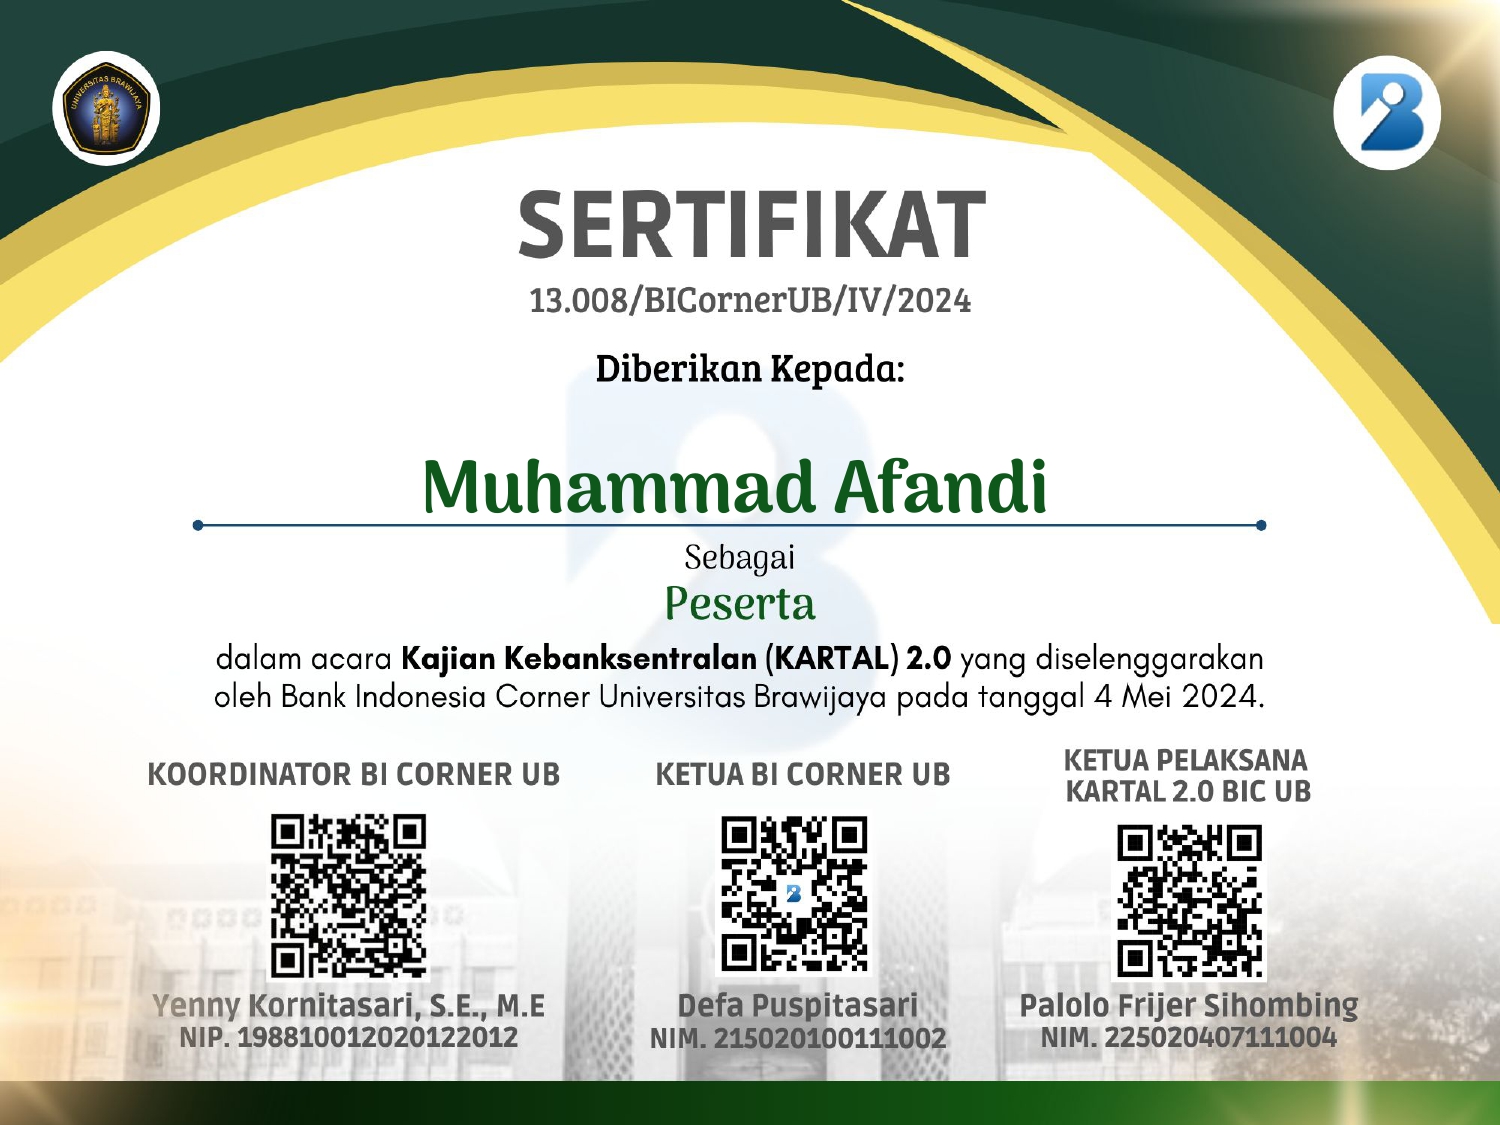 UNIVERSITAS BRAWIJAYA
SERTIFIKAT
13.008/BICornerUB/IV/2024
Diberikan Kepada:
Muhammad Afandi
Sebagai
Peserta
dalam acara Kajian Kebanksentralan (KARTAL) 2.0 yang diselenggarakan
oleh Bank Indonesia Corner Universitas Brawijaya pada tanggal 4 Mei 2024.
KOORDINATOR BI CORNER UB
Yenny Kornitasari, S.E., M.E
NIP. 198810012020122012
KETUA BI CORNER UB
Defa Puspitasari
NIM. 215020100111002
KETUA PELAKSANA
KARTAL 2.0 BIC UB
Palolo Frijer Sihombing
NIM. 225020407111004